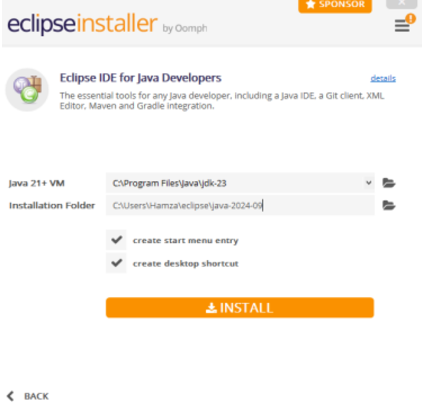 SPONSOR
X
eclipseinstaller by Oomph
Eclipse IDE for Java Developers
details
The essential tools for any Java developer, including a Java IDE, a Git client, XML
Editor, Maven and Gradle integration.
Java 21+ VM C:\Program Files\Java\jdk-23
Installation Folder C:\Users\Hamza\eclipse\java-2024-09
create start menu entry
create desktop shortcut
INSTALL
BACK